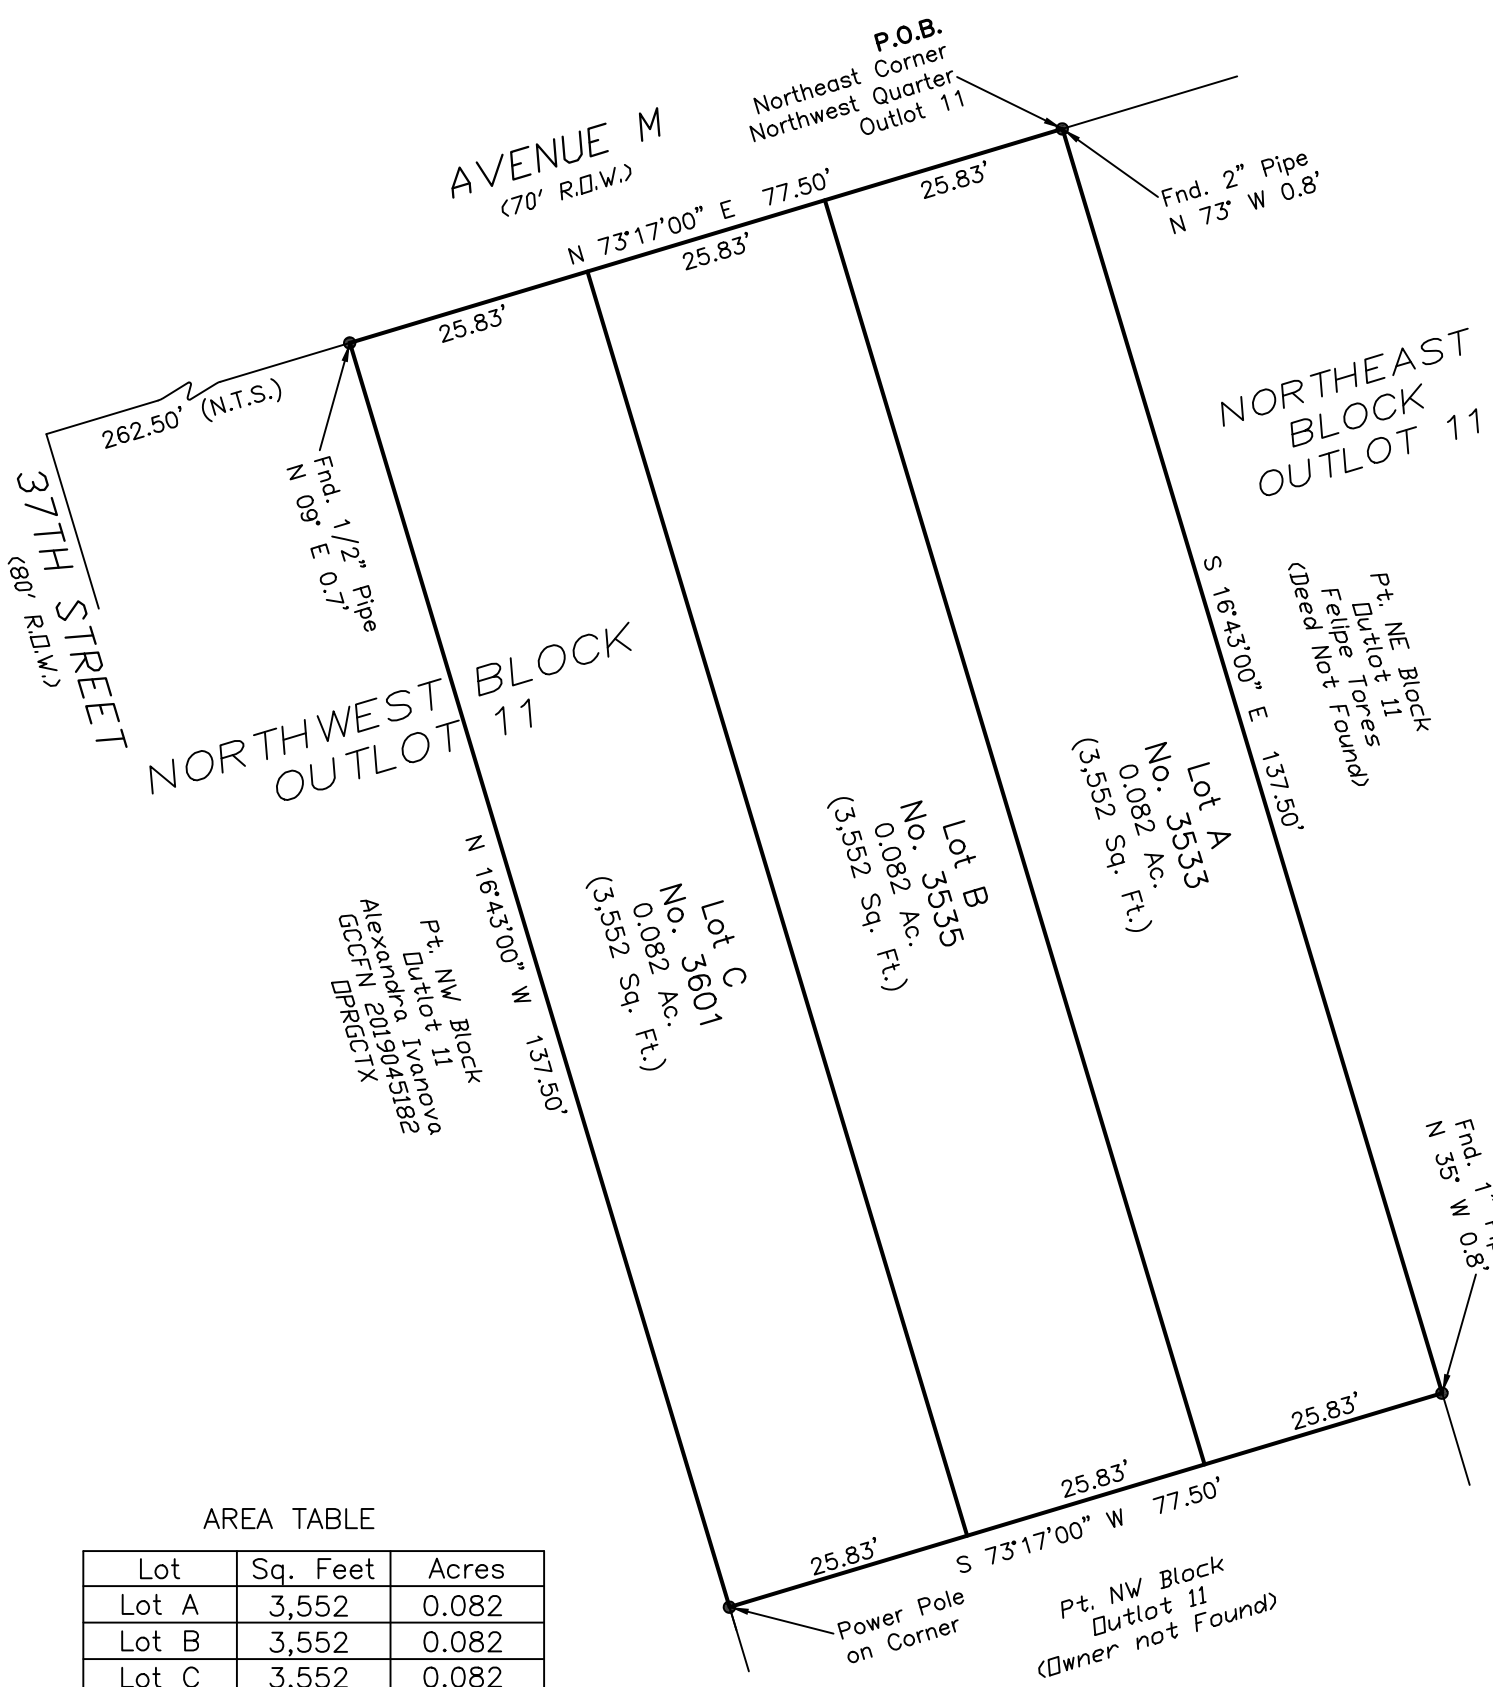 P.O.B.
Northeast Corner
Northwest Quarter
Outlot 11
AVENUE M
(70' R.O.W.)
N 73°17'00" E 77.50'
25.83'
25.83'
25.83'
Fnd. 2" Pipe
N 73° W 0.8'
262.50' (N.T.S.)
37TH STREET
(80' R.O.W.)
Fnd. 1/2" Pipe
N 09° E 0.7'
NORTHEAST
BLOCK
OUTLOT 11
NORTHWEST BLOCK
OUTLOT 11
S 16°43'00" E 137.50'
Pt. NE Block
Outlot 11
Felipe Tores
(Deed Not Found)
Lot A
No. 3533
0.082 Ac.
(3,552 Sq. Ft.)
Lot B
No. 3535
0.082 Ac.
(3,552 Sq. Ft.)
Lot C
No. 3601
0.082 Ac.
(3,552 Sq. Ft.)
N 16°43'00" W 137.50'
Pt. NW Block
Outlot 11
Alexandra Ivanova
GCCFN 2019045182
OPRGCTX
Fnd. 1"
N 35° W 0.8'
25.83'
25.83'
25.83'
S 73°17'00" W 77.50'
Power Pole
on Corner
Pt. NW Block
Outlot 11
(Owner not Found)
AREA TABLE
Lot Sq. Feet Acres
Lot A 3,552 0.082
Lot B 3,552 0.082
Lot C 3,552 0.082